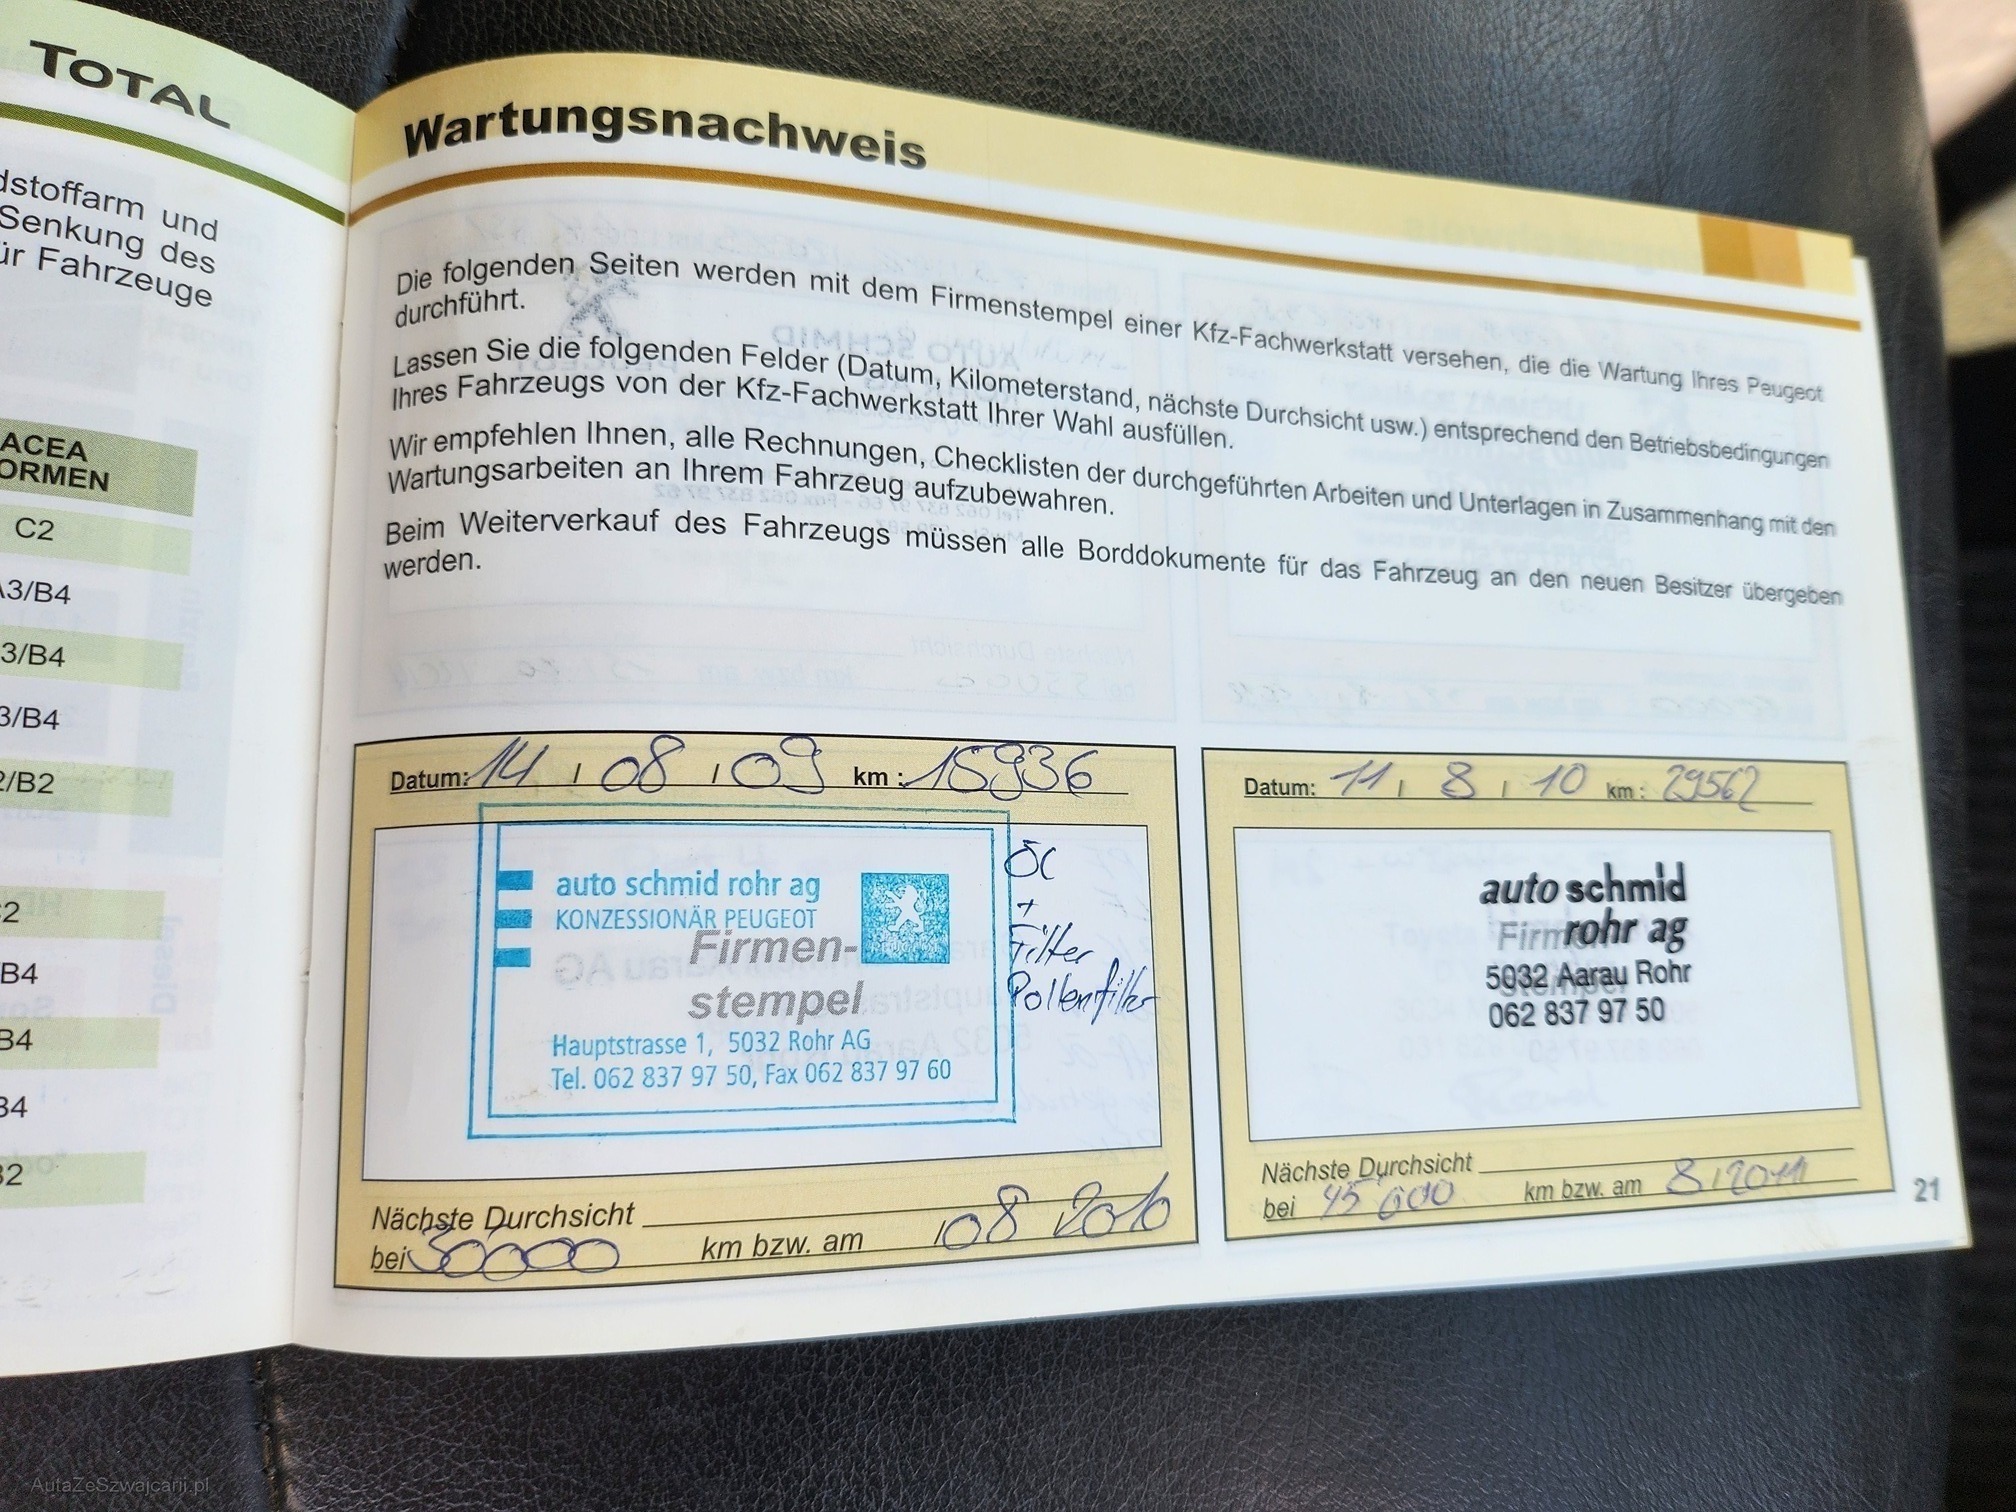 TOTAL
dstoffarm und
Senkung des
ür Fahrzeuge
ACEA
ORMEN
C2
A3/B4
3/B4
3/B4
2/B2
C2
/B4
B4
B4
B2
Wartungsnachweis
Die folgenden Seiten werden mit dem Firmenstempel einer Kfz-Fachwerkstatt versehen, die die Wartung Ihres Peugeot
durchführt.
Lassen Sie die folgenden Felder (Datum, Kilometerstand, nächste Durchsicht usw.) entsprechend den Betriebsbedingungen
Ihres Fahrzeugs von der Kfz-Fachwerkstatt Ihrer Wahl ausfüllen.
Wir empfehlen Ihnen, alle Rechnungen, Checklisten der durchgeführten Arbeiten und Unterlagen in Zusammenhang mit den
Wartungsarbeiten an Ihrem Fahrzeug aufzubewahren.
Beim Weiterverkauf des Fahrzeugs müssen alle Borddokumente für das Fahrzeug an den neuen Besitzer übergeben
werden.
Datum: 14 / 08 / 09 km : 15936
auto schmid rohr ag
KONZESSIONÄR PEUGEOT
Firmen-
stempel
Hauptstrasse 1, 5032 Rohr AG
Tel. 062 837 97 50, Fax 062 837 97 60
+
Filter
Pollenfilter
Nächste Durchsicht
bei 30000 km bzw. am 08 2010
Datum: 11 / 8 / 10 km : 29562
auto schmid
rohr ag
5032 Aarau Rohr
062 837 97 50
Nächste Durchsicht
bei 45 000 km bzw. am 8 / 2011
21
AutaZeSzwajcarii.pl